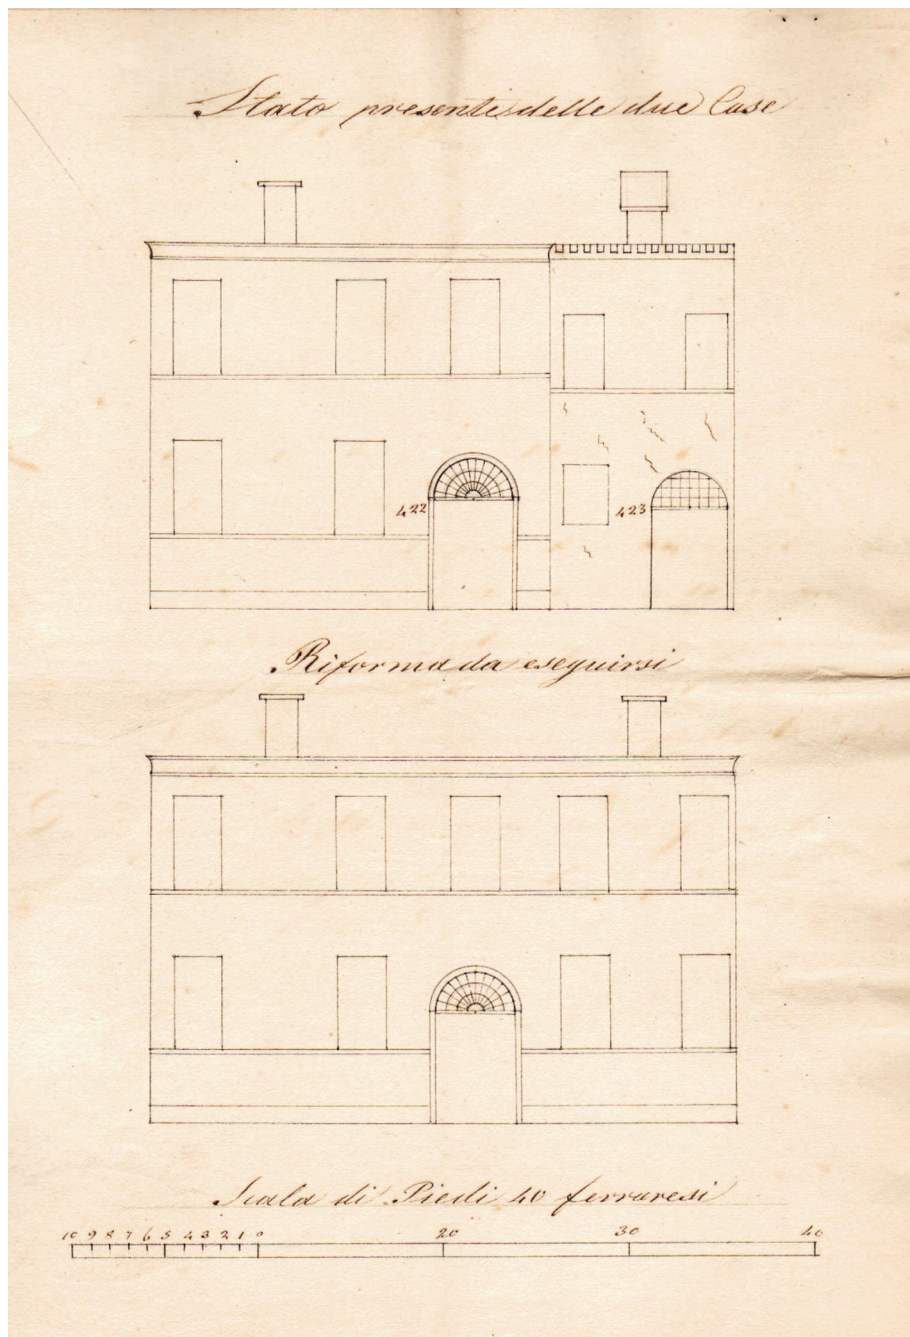 Stato presente delle due Case
422
423
Riforma da eseguirsi
Scala di Piedi 40 ferraresi
10 9 8 7 6 5 4 3 2 1 0 20 30 40